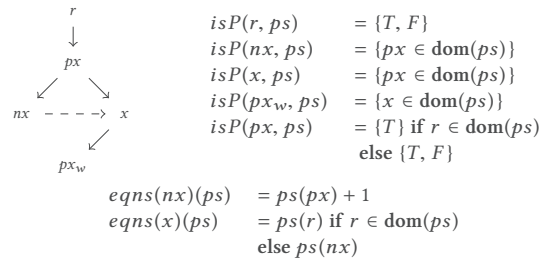 r
px
nx
x
px_w
isP(r, ps) = {T, F}
isP(nx, ps) = {px ∈ dom(ps)}
isP(x, ps) = {px ∈ dom(ps)}
isP(px_w, ps) = {x ∈ dom(ps)}
isP(px, ps) = {T} if r ∈ dom(ps)
else {T, F}
eqns(nx)(ps) = ps(px) + 1
eqns(x)(ps) = ps(r) if r ∈ dom(ps)
else ps(nx)